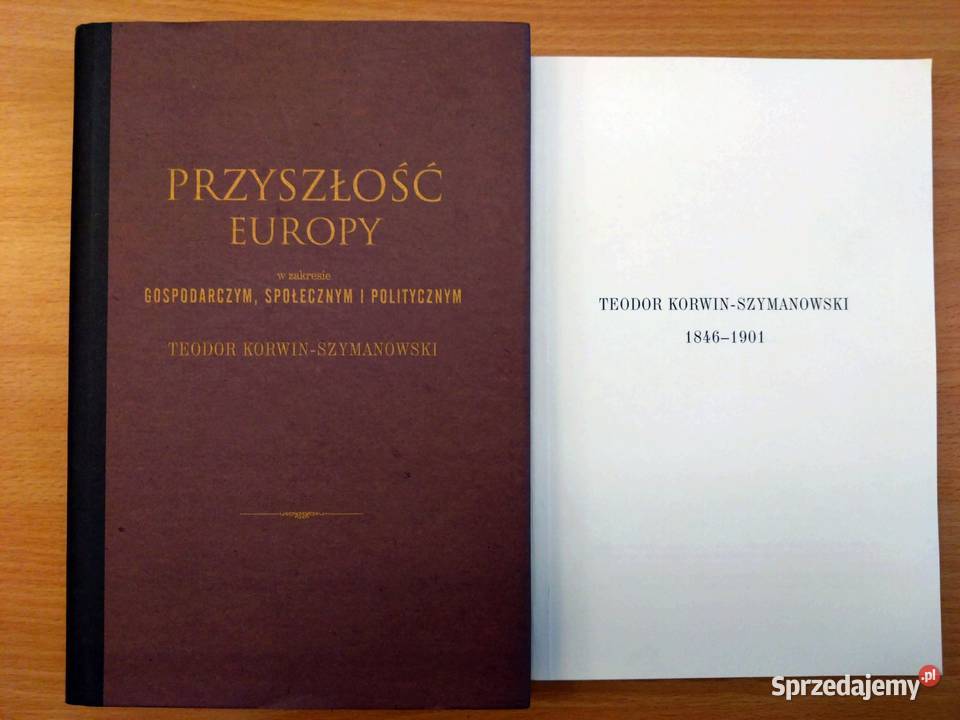 PRZYSZŁOŚĆ
EUROPY
w zakresie
GOSPODARCZYM, SPOŁECZNYM I POLITYCZNYM
TEODOR KORWIN-SZYMANOWSKI
TEODOR KORWIN-SZYMANOWSKI
1846–1901
Sprzedajemy.pl